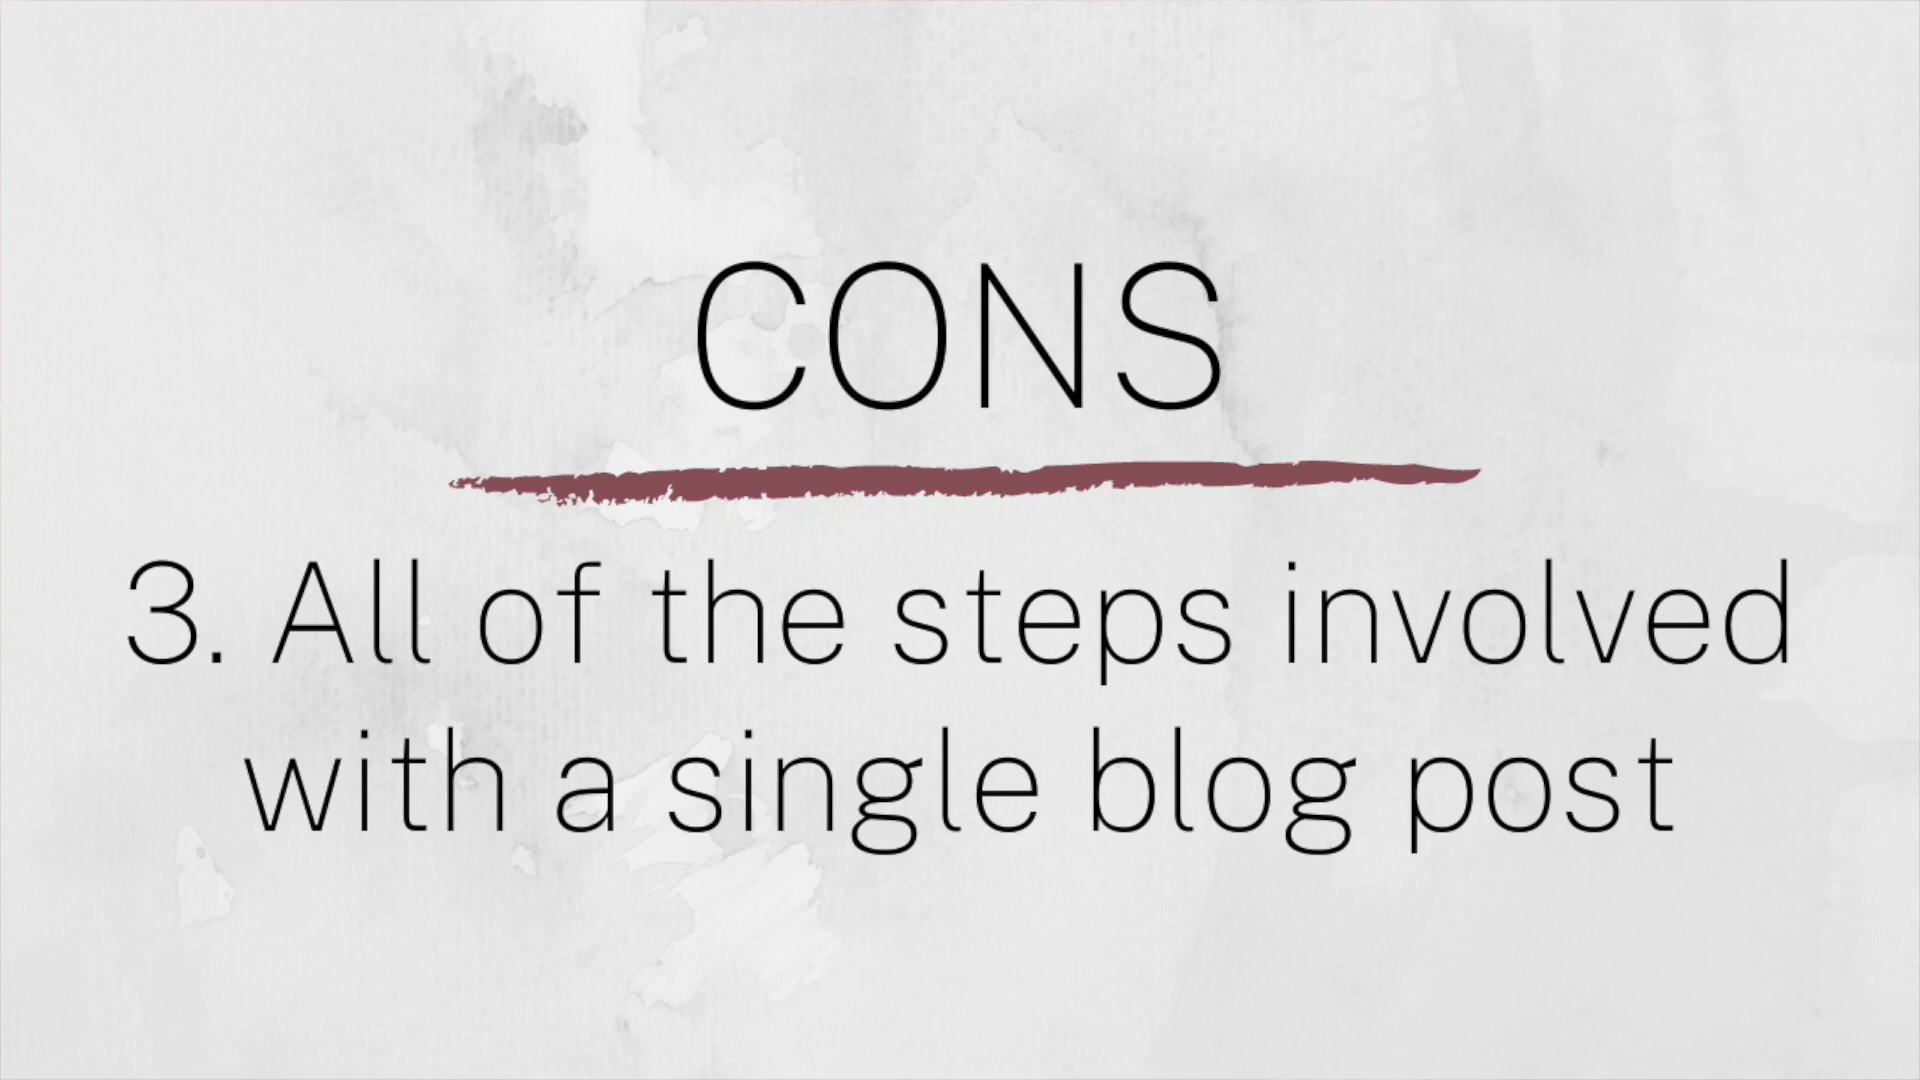 CONS
3. All of the steps involved
with a single blog post